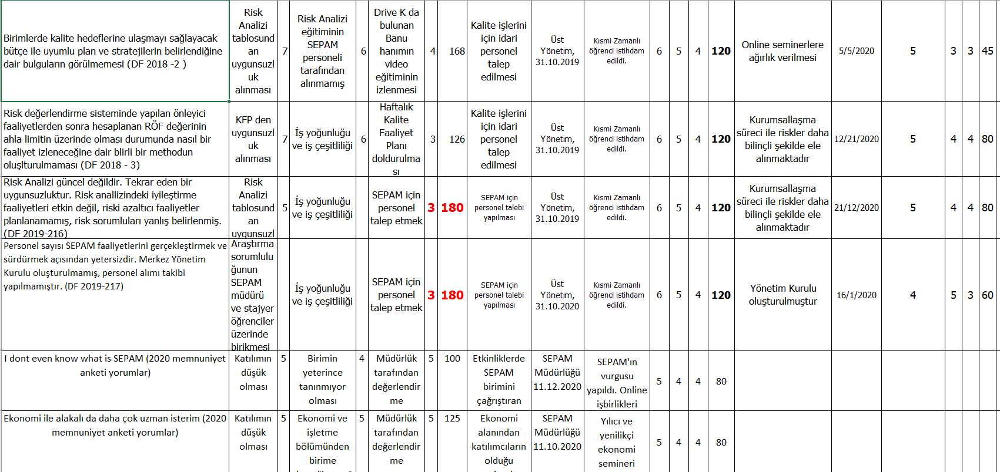 Birimlerde kalite hedeflerine ulaşmayı sağlayacak
bütçe ile uyumlu plan ve stratejilerin belirlendiğine
dair bulguların görülmemesi (DF 2018 -2 )
Risk
Analizi
tablosund
an
uygunsuzl
uk
alınması
7
Risk Analizi
eğitiminin
SEPAM
personeli
tarafından
alınmamış
6
Drive K da
bulunan
Banu
hanımın
video
eğitiminin
izlenmesi
4
168
Kalite işlerini
için idari
personel
talep
edilmesi
Üst
Yönetim,
31.10.2019
Kısmi Zamanlı
öğrenci istihdam
edildi.
6
5
4
120
Online seminerlere
ağırlık verilmesi
5/5/2020
5
3
3
45
Risk değerlendirme sisteminde yapılan önleyici
faaliyetlerden sonra hesaplanan RÖF değerinin
ahla limitin üzerinde olması durumunda nasıl bir
faaliyet izleneceğine dair blirli bir methodun
oluşlturulmaması (DF 2018 - 3)
KFP den
uygunsuzl
uk
alınması
7
İş yoğunluğu
ve iş çeşitliliği
6
Haftalık
Kalite
Faaliyet
Planı
doldurulma
sı
3
126
Kalite işlerini
için idari
personel
talep
edilmesi
Üst
Yönetim,
31.10.2019
Kısmi Zamanlı
öğrenci istihdam
edildi.
6
5
4
120
Kurumsallaşma
süreci ile riskler daha
bilinçli şekilde ele
alınmaktadır
12/21/2020
5
4
4
80
Risk Analizi güncel değildir. Tekrar eden bir
uygunsuzluktur. Risk anallizindeki iyileştirme
faaliyetleri etkin değil, riski azaltıcı faaliyetler
planlanamamış, risk sorumluları yanlış belirlenmiş.
(DF 2019-216)
Risk
Analizi
tablosund
an
uygunsuzl
5
İş yoğunluğu
ve iş çeşitliliği
SEPAM için
personel
talep etmek
3
180
SEPAM için
personel talebi
yapılması
Üst
Yönetim,
31.10.2019
Kısmi Zamanlı
öğrenci istihdam
edildi.
6
5
4
120
Kurumsallaşma
süreci ile riskler daha
bilinçli şekilde ele
alınmaktadır
21/12/2020
5
4
4
80
Personel sayısı SEPAM faaliyetlerini gerçekleştirmek ve
sürdürmek açısından yetersizdir. Merkez Yönetim
Kurulu oluşturulmamış, personel alımı takibi
yapılmamıştır. (DF 2019-217)
Araştırma
sorumlulu
ğunun
SEPAM
müdürü
ve stajyer
öğrenciler
üzerinde
birikmesi
İş yoğunluğu
ve iş çeşitliliği
SEPAM için
personel
talep etmek
3
180
SEPAM için
personel talebi
yapılması
Üst
Yönetim,
31.10.2020
Kısmi Zamanlı
öğrenci istihdam
edildi.
6
5
4
120
Yönetim Kurulu
oluşturulmuştur
16/1/2020
4
5
3
60
I dont even know what is SEPAM (2020 memnuniyet
anketi yorumlar)
Katılımın
düşük
olması
5
Birimin
yeterince
tanınmıyor
olması
4
Müdürlük
tarafından
değerlendir
me
5
100
Etkinliklerde
SEPAM
birimini
çağrıştıran
SEPAM
Müdürlüğü
11.12.2020
SEPAM'ın
vurgusu
yapıldı. Online
işbirlikleri
5
4
4
80
Ekonomi ile alakalı da daha çok uzman isterim (2020
memnuniyet anketi yorumlar)
Katılımın
düşük
olması
5
Ekonomi ve
işletme
bölümünden
birime
5
Müdürlük
tarafından
değerlendir
me
5
125
Ekonomi
alanından
katılımcıların
olduğu
SEPAM
Müdürlüğü
11.10.2020
Yılıcı ve
yenilikçi
ekonomi
semineri
5
4
4
80